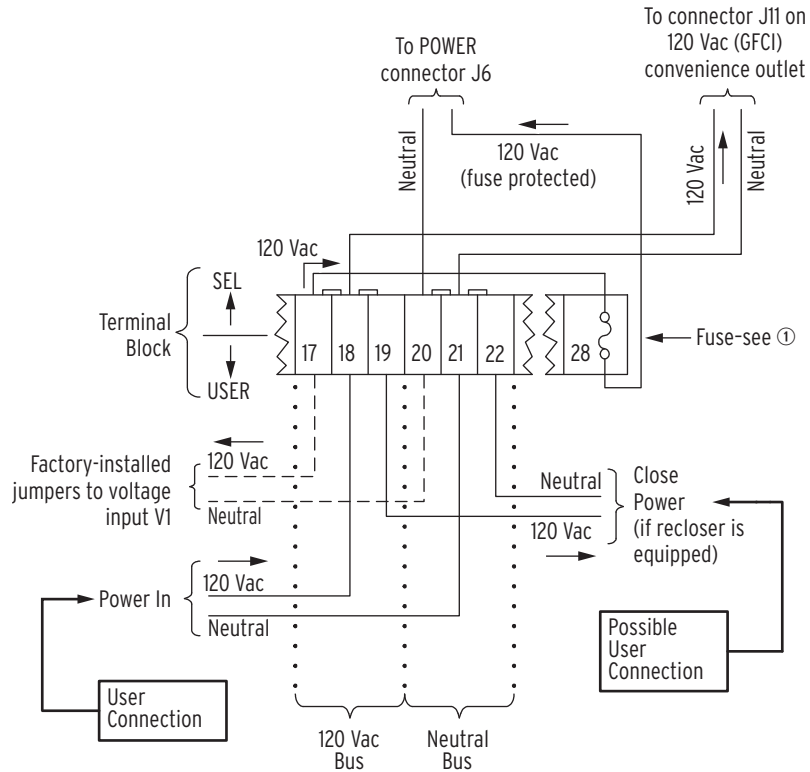 To connector J11 on
120 Vac (GFCI)
convenience outlet
To POWER
connector J6
Neutral
120 Vac
(fuse protected)
120 Vac
Neutral
120 Vac
SEL
Terminal
Block
USER
17
18
19
20
21
22
28
Fuse-see ①
Factory-installed
jumpers to voltage
input V1
120 Vac
Neutral
Neutral
120 Vac
Close
Power
(if recloser is
equipped)
Power In
120 Vac
Neutral
Possible
User
Connection
User
Connection
120 Vac
Bus
Neutral
Bus